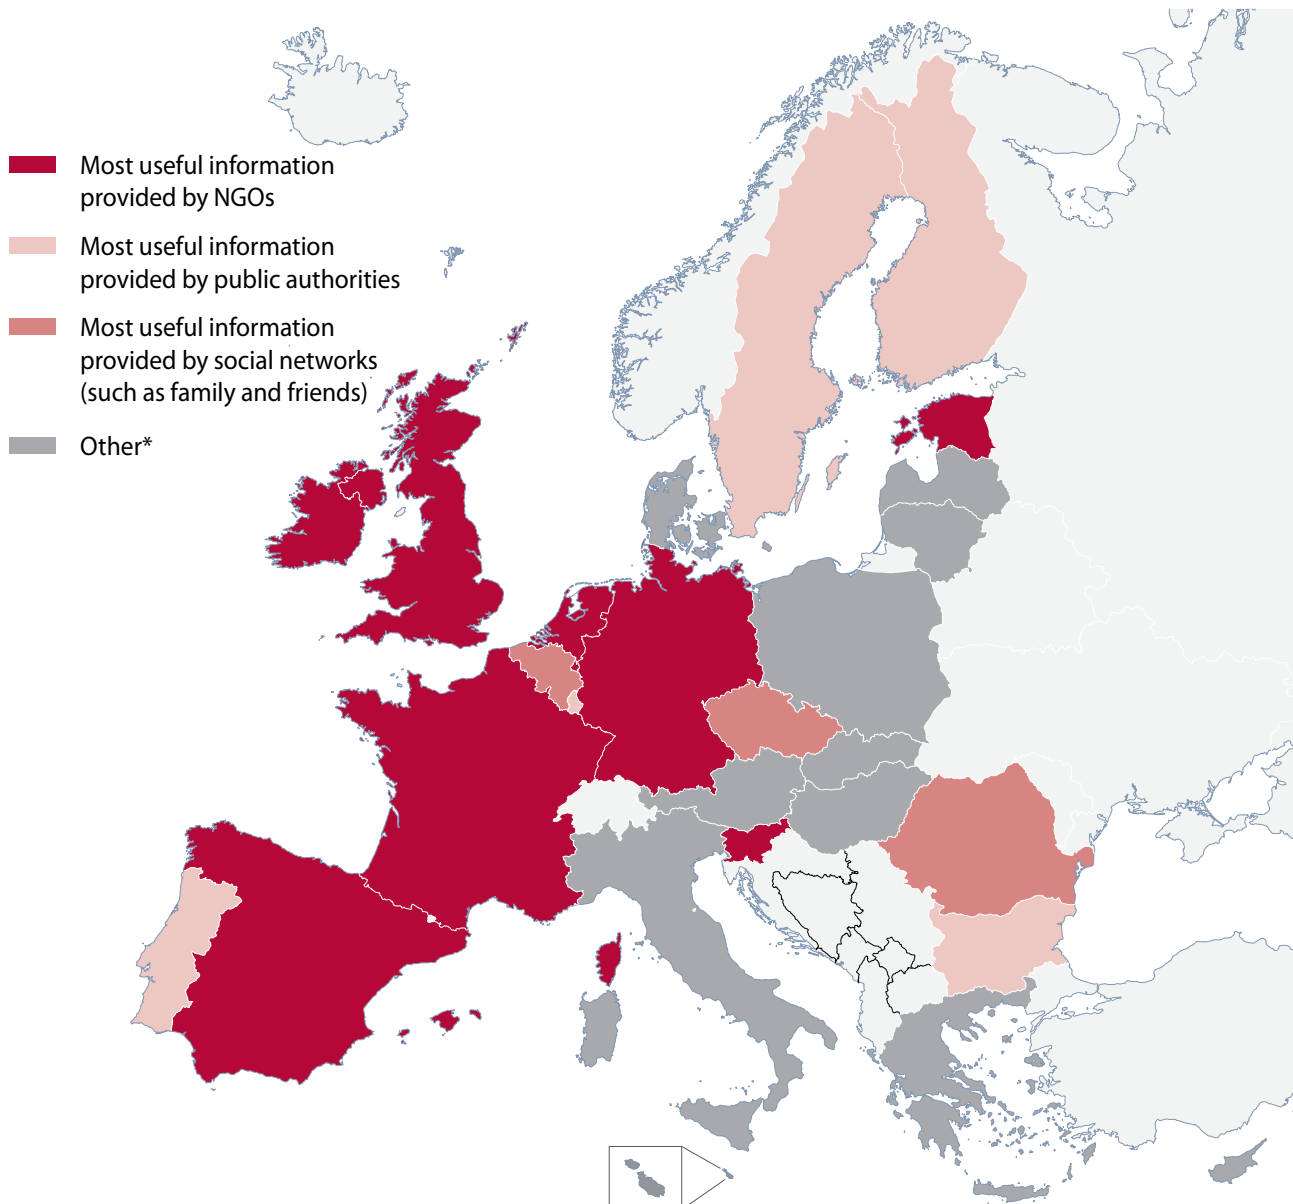 Most useful information
provided by NGOs
Most useful information
provided by public authorities
Most useful information
provided by social networks
(such as family and friends)
Other*